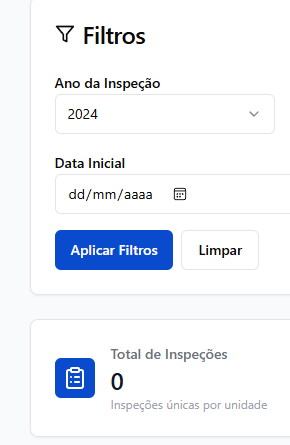 Filtros
Ano da Inspeção
2024
Data Inicial
dd/mm/aaaa
Aplicar Filtros Limpar
Total de Inspeções
0
Inspeções únicas por unidade